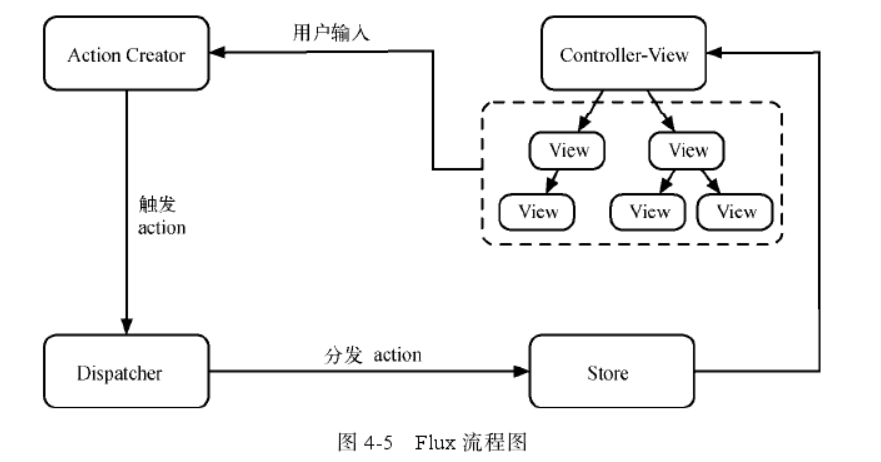 用户输入
Action Creator
Controller-View
View
View
View
View
View
触发
action
Dispatcher
分发 action
Store
图 4-5 Flux 流程图